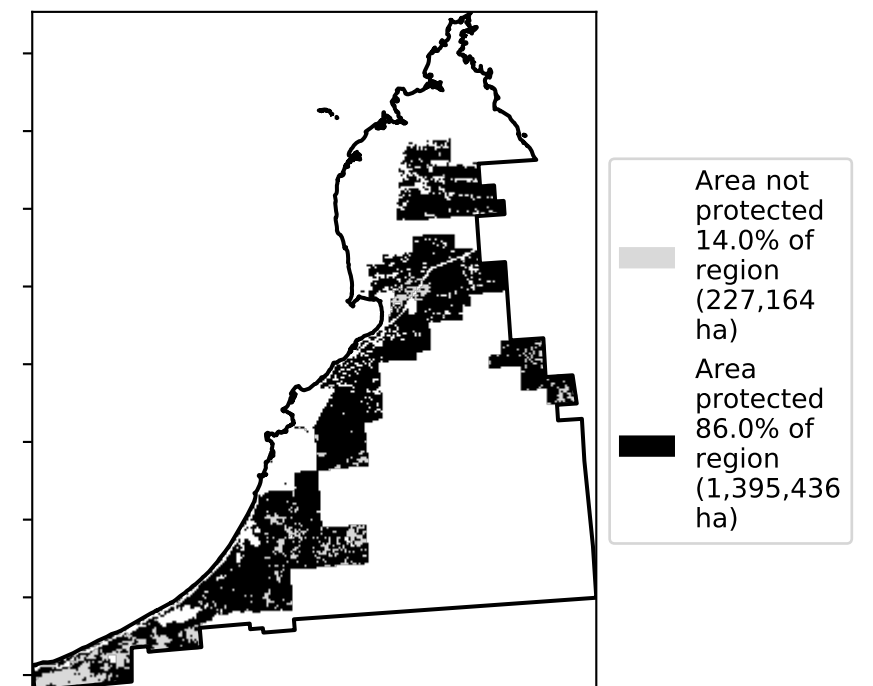 Area not
protected
14.0% of
region
(227,164
ha)
Area
protected
86.0% of
region
(1,395,436
ha)